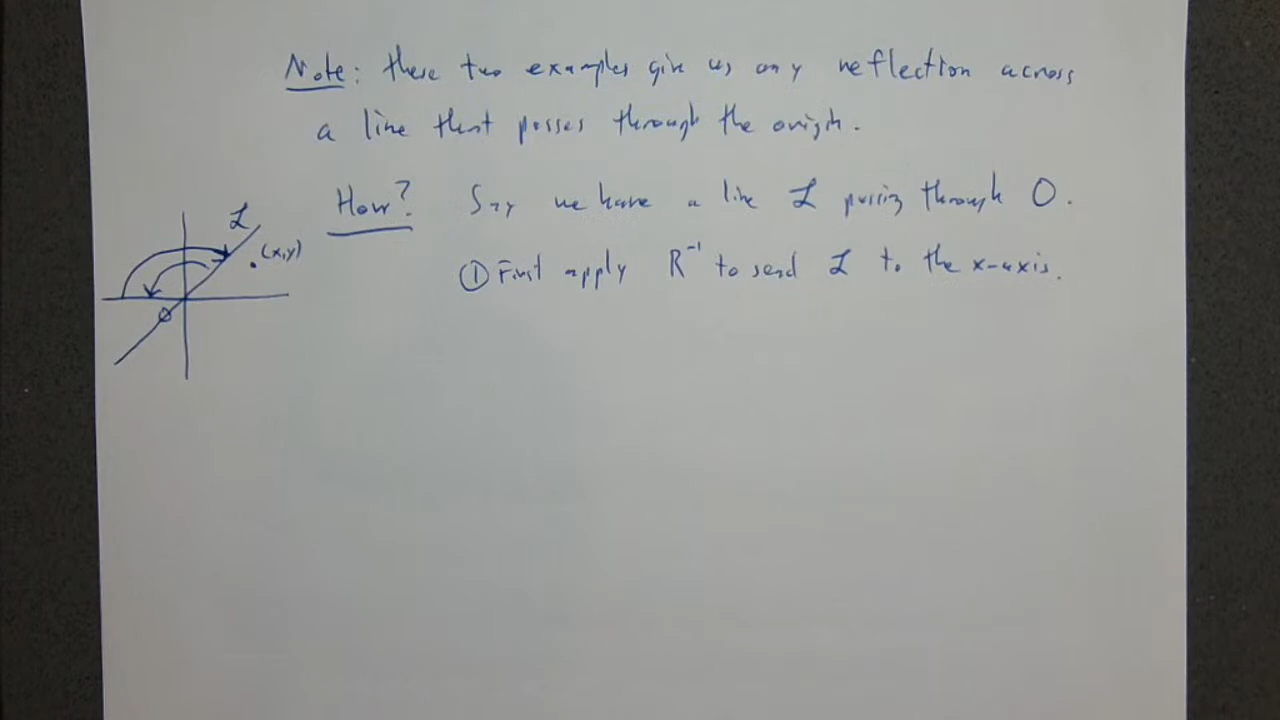 Note: these two examples give us any reflection across
a line that passes through the origin.
How? Say we have a line L passing through O.
① First apply R⁻¹ to send L to the x-axis.
L
(x,y)
O